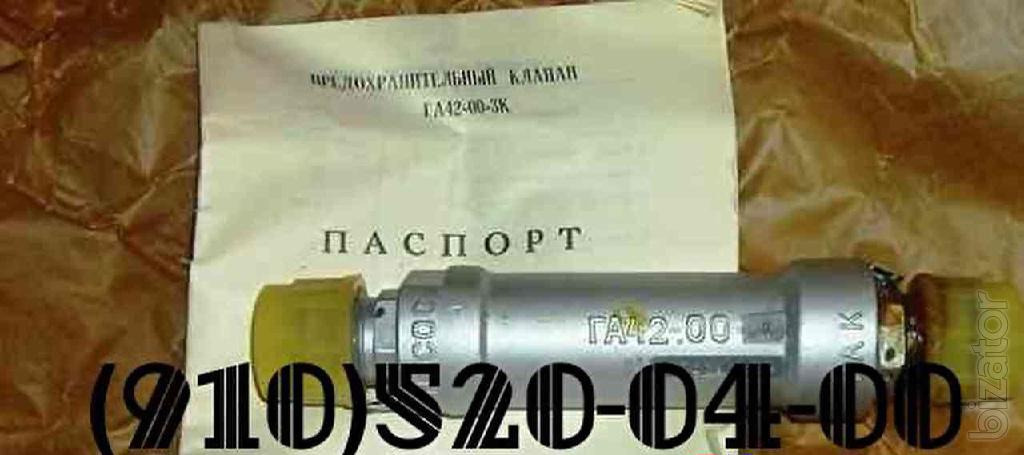 ПРЕДОХРАНИТЕЛЬНЫЙ КЛАПАН
ГА42-00-3К
ПАСПОРТ
ГА42-00
К
(910)520-04-00
bizator